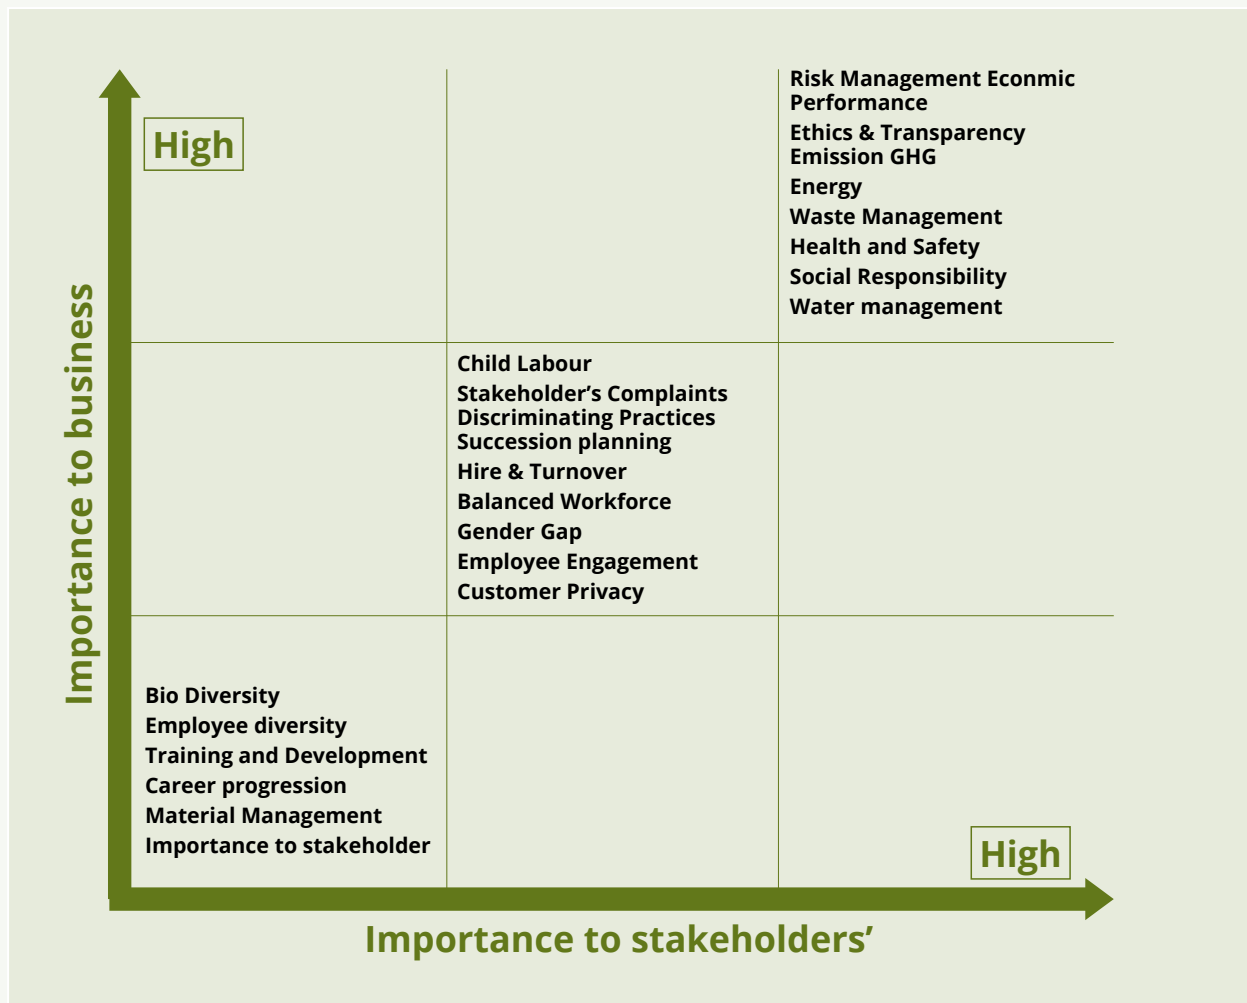 High
Risk Management Econmic
Performance
Ethics & Transparency
Emission GHG
Energy
Waste Management
Health and Safety
Social Responsibility
Water management
Importance to business
Child Labour
Stakeholder’s Complaints
Discriminating Practices
Succession planning
Hire & Turnover
Balanced Workforce
Gender Gap
Employee Engagement
Customer Privacy
Bio Diversity
Employee diversity
Training and Development
Career progression
Material Management
Importance to stakeholder
High
Importance to stakeholders’